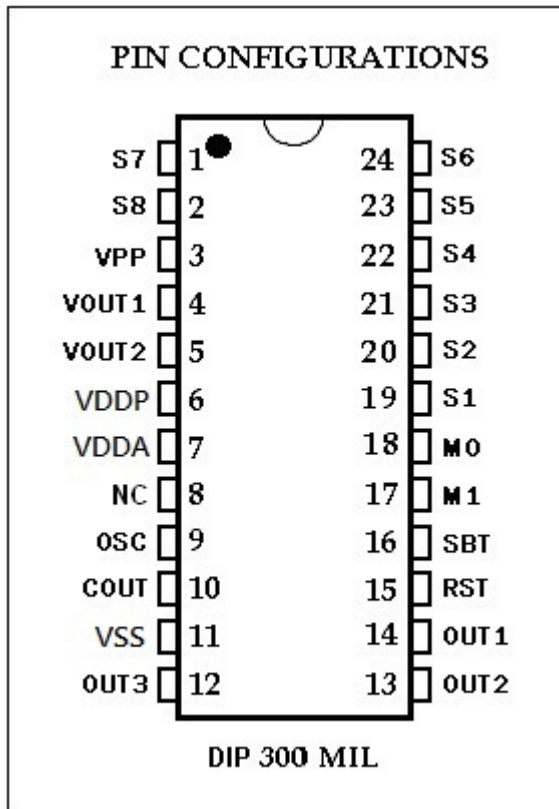 PIN CONFIGURATIONS
S7 1 24 S6
S8 2 23 S5
VPP 3 22 S4
VOUT1 4 21 S3
VOUT2 5 20 S2
VDDP 6 19 S1
VDDA 7 18 M0
NC 8 17 M1
OSC 9 16 SBT
COUT 10 15 RST
VSS 11 14 OUT1
OUT3 12 13 OUT2
DIP 300 MIL